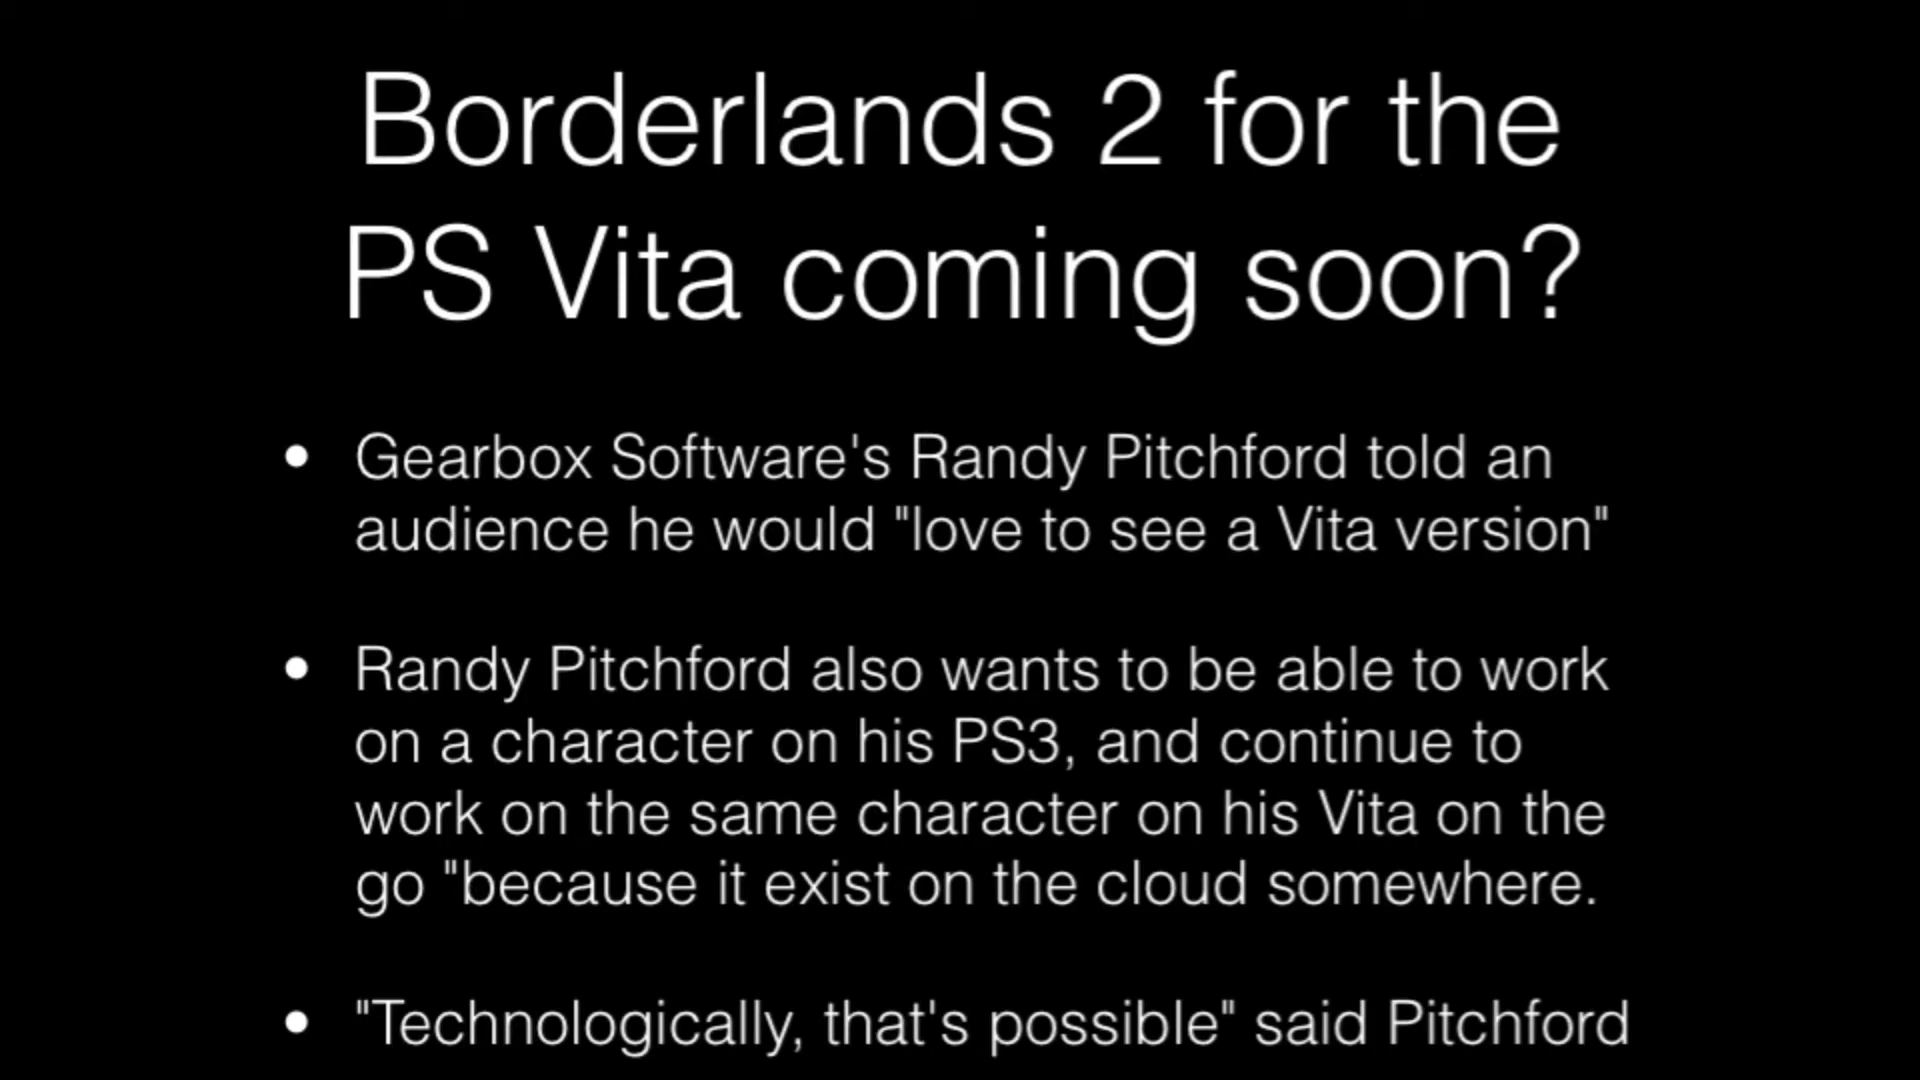 Borderlands 2 for the
PS Vita coming soon?
• Gearbox Software's Randy Pitchford told an
audience he would "love to see a Vita version"
• Randy Pitchford also wants to be able to work
on a character on his PS3, and continue to
work on the same character on his Vita on the
go "because it exist on the cloud somewhere.
• "Technologically, that's possible" said Pitchford